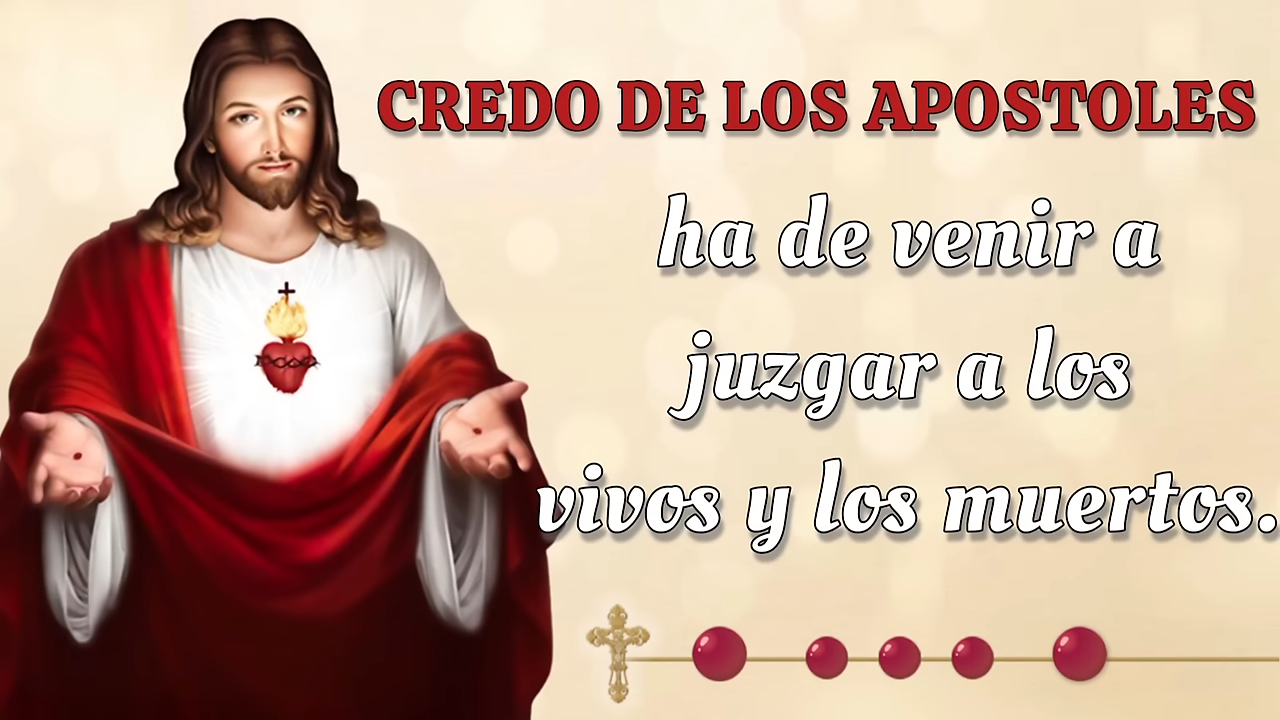 CREDO DE LOS APOSTOLES
ha de venir a
juzgar a los
vivos y los muertos.